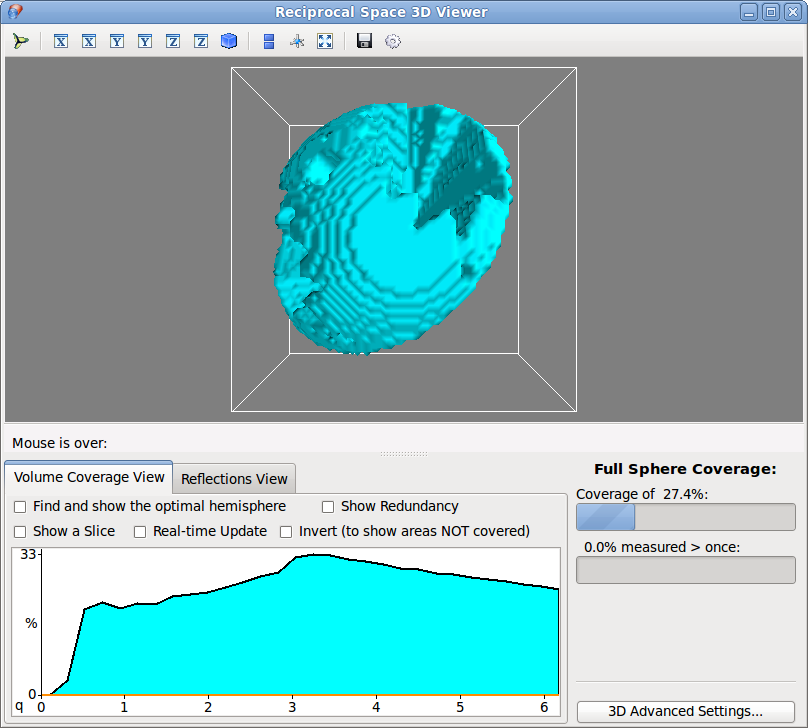 Reciprocal Space 3D Viewer
X X Y Y Z Z
Mouse is over:
Volume Coverage View Reflections View
Find and show the optimal hemisphere Show Redundancy
Show a Slice Real-time Update Invert (to show areas NOT covered)
33
%
0
q 0 1 2 3 4 5 6
Full Sphere Coverage:
Coverage of 27.4%:
0.0% measured > once:
3D Advanced Settings...